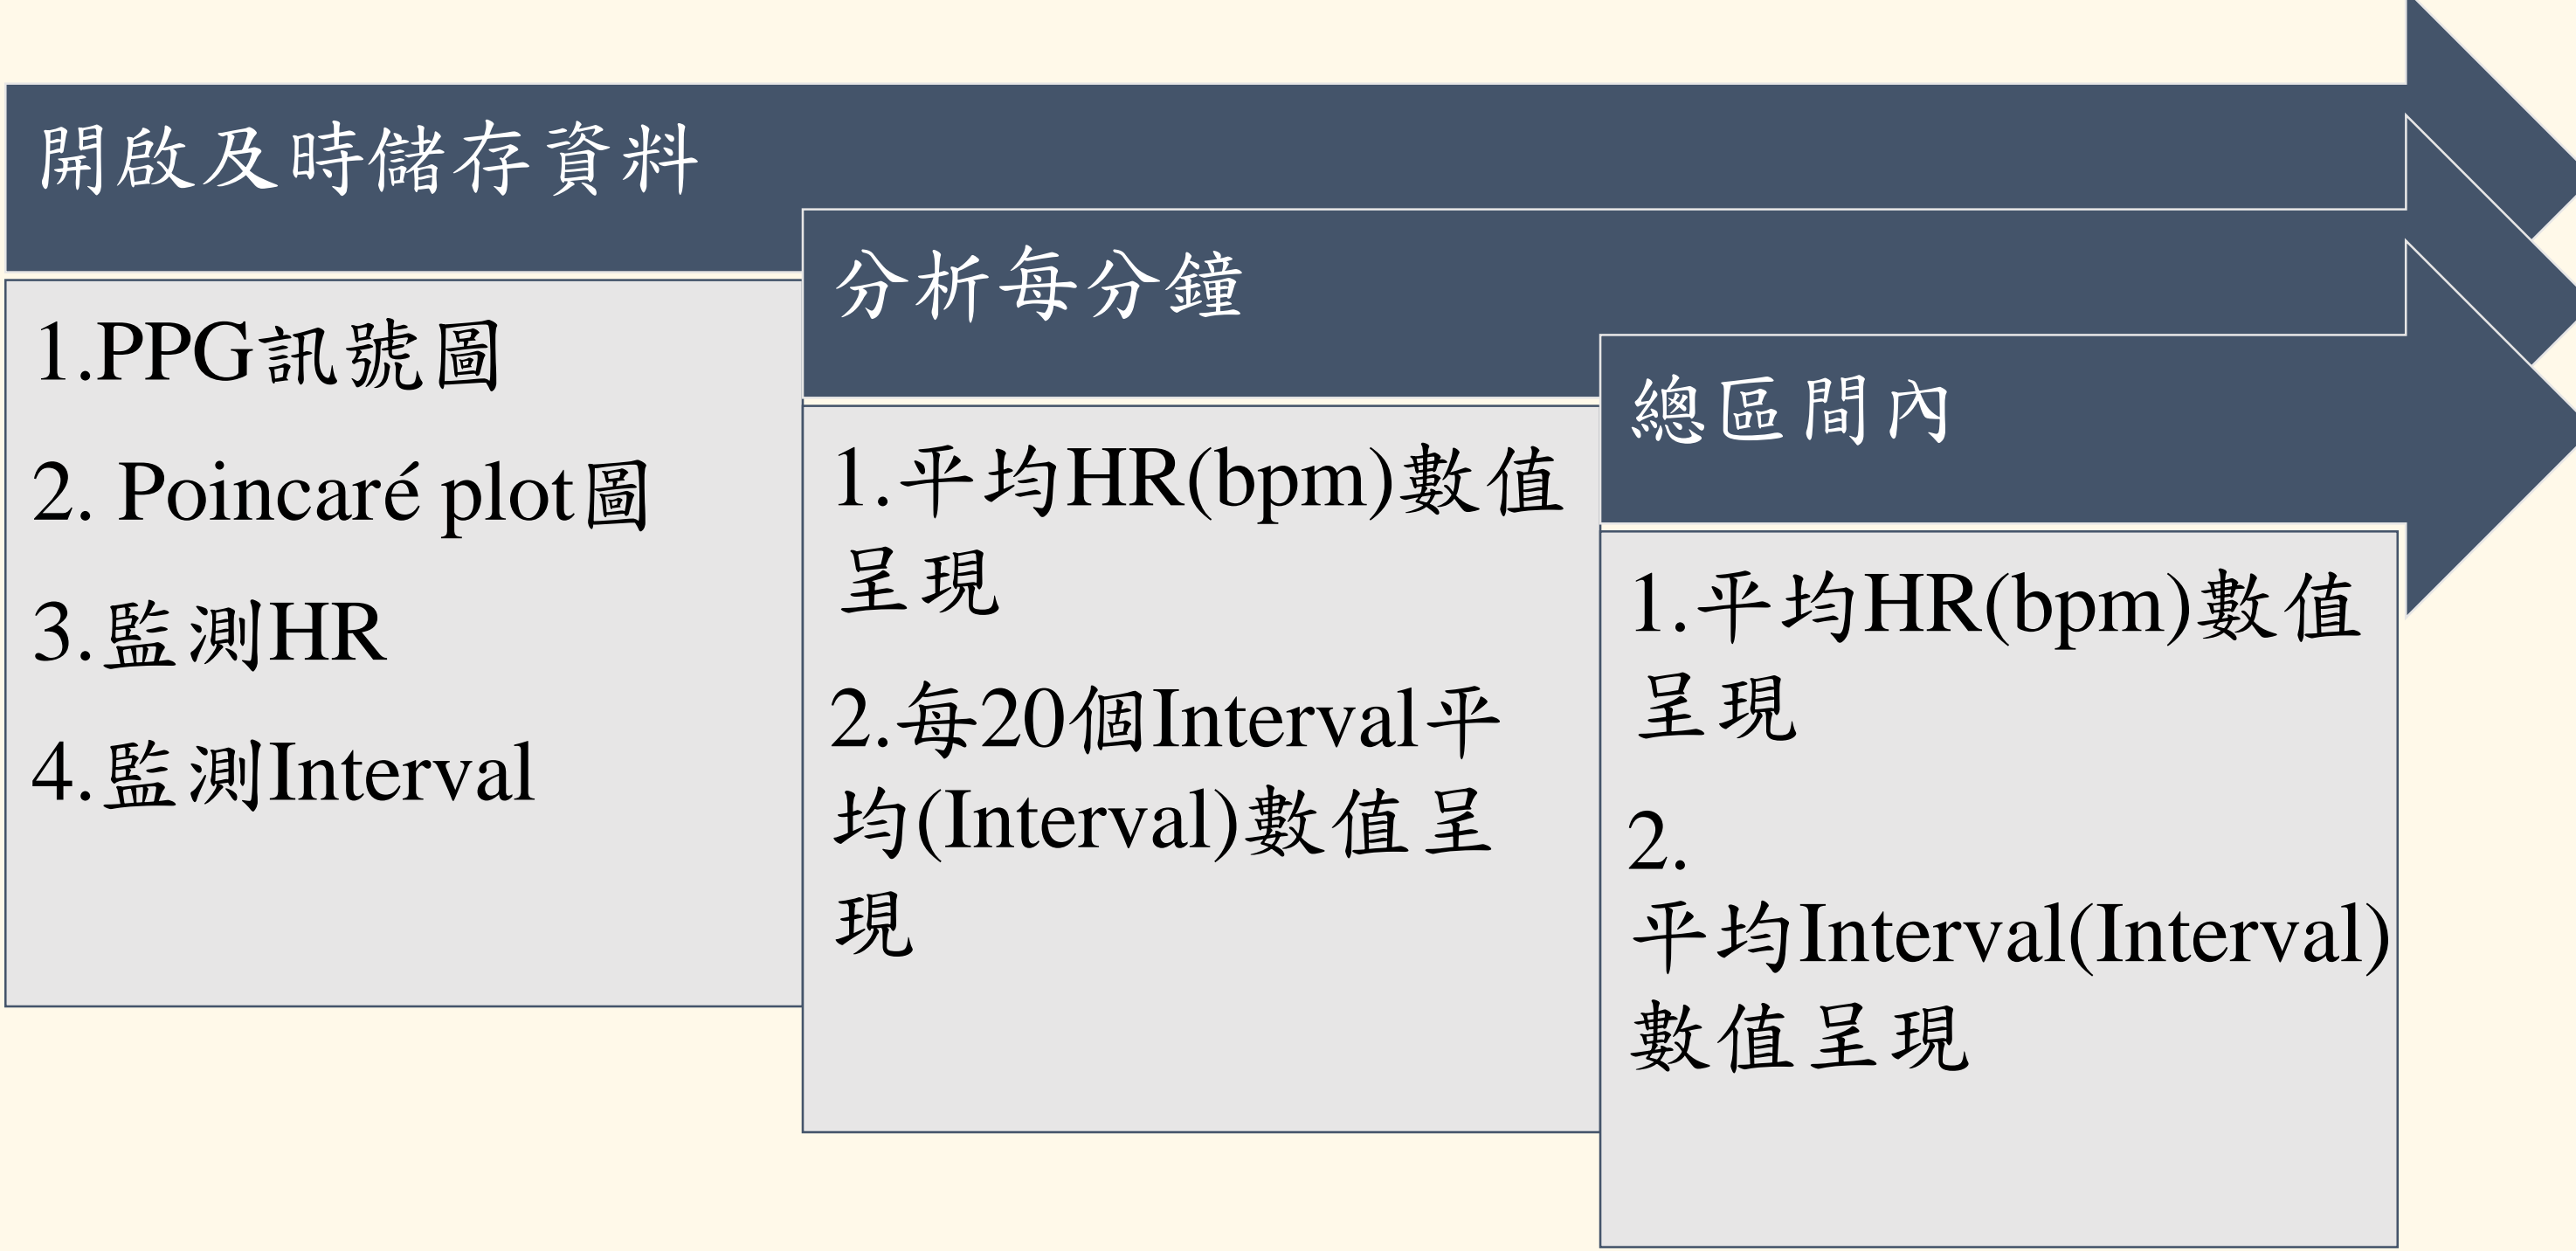 開啟及時儲存資料
1.PPG訊號圖
2. Poincaré plot圖
3.監測HR
4.監測Interval
分析每分鐘
1.平均HR(bpm)數值
呈現
2.每20個Interval平
均(Interval)數值呈
現
總區間內
1.平均HR(bpm)數值
呈現
2.
平均Interval(Interval)
數值呈現